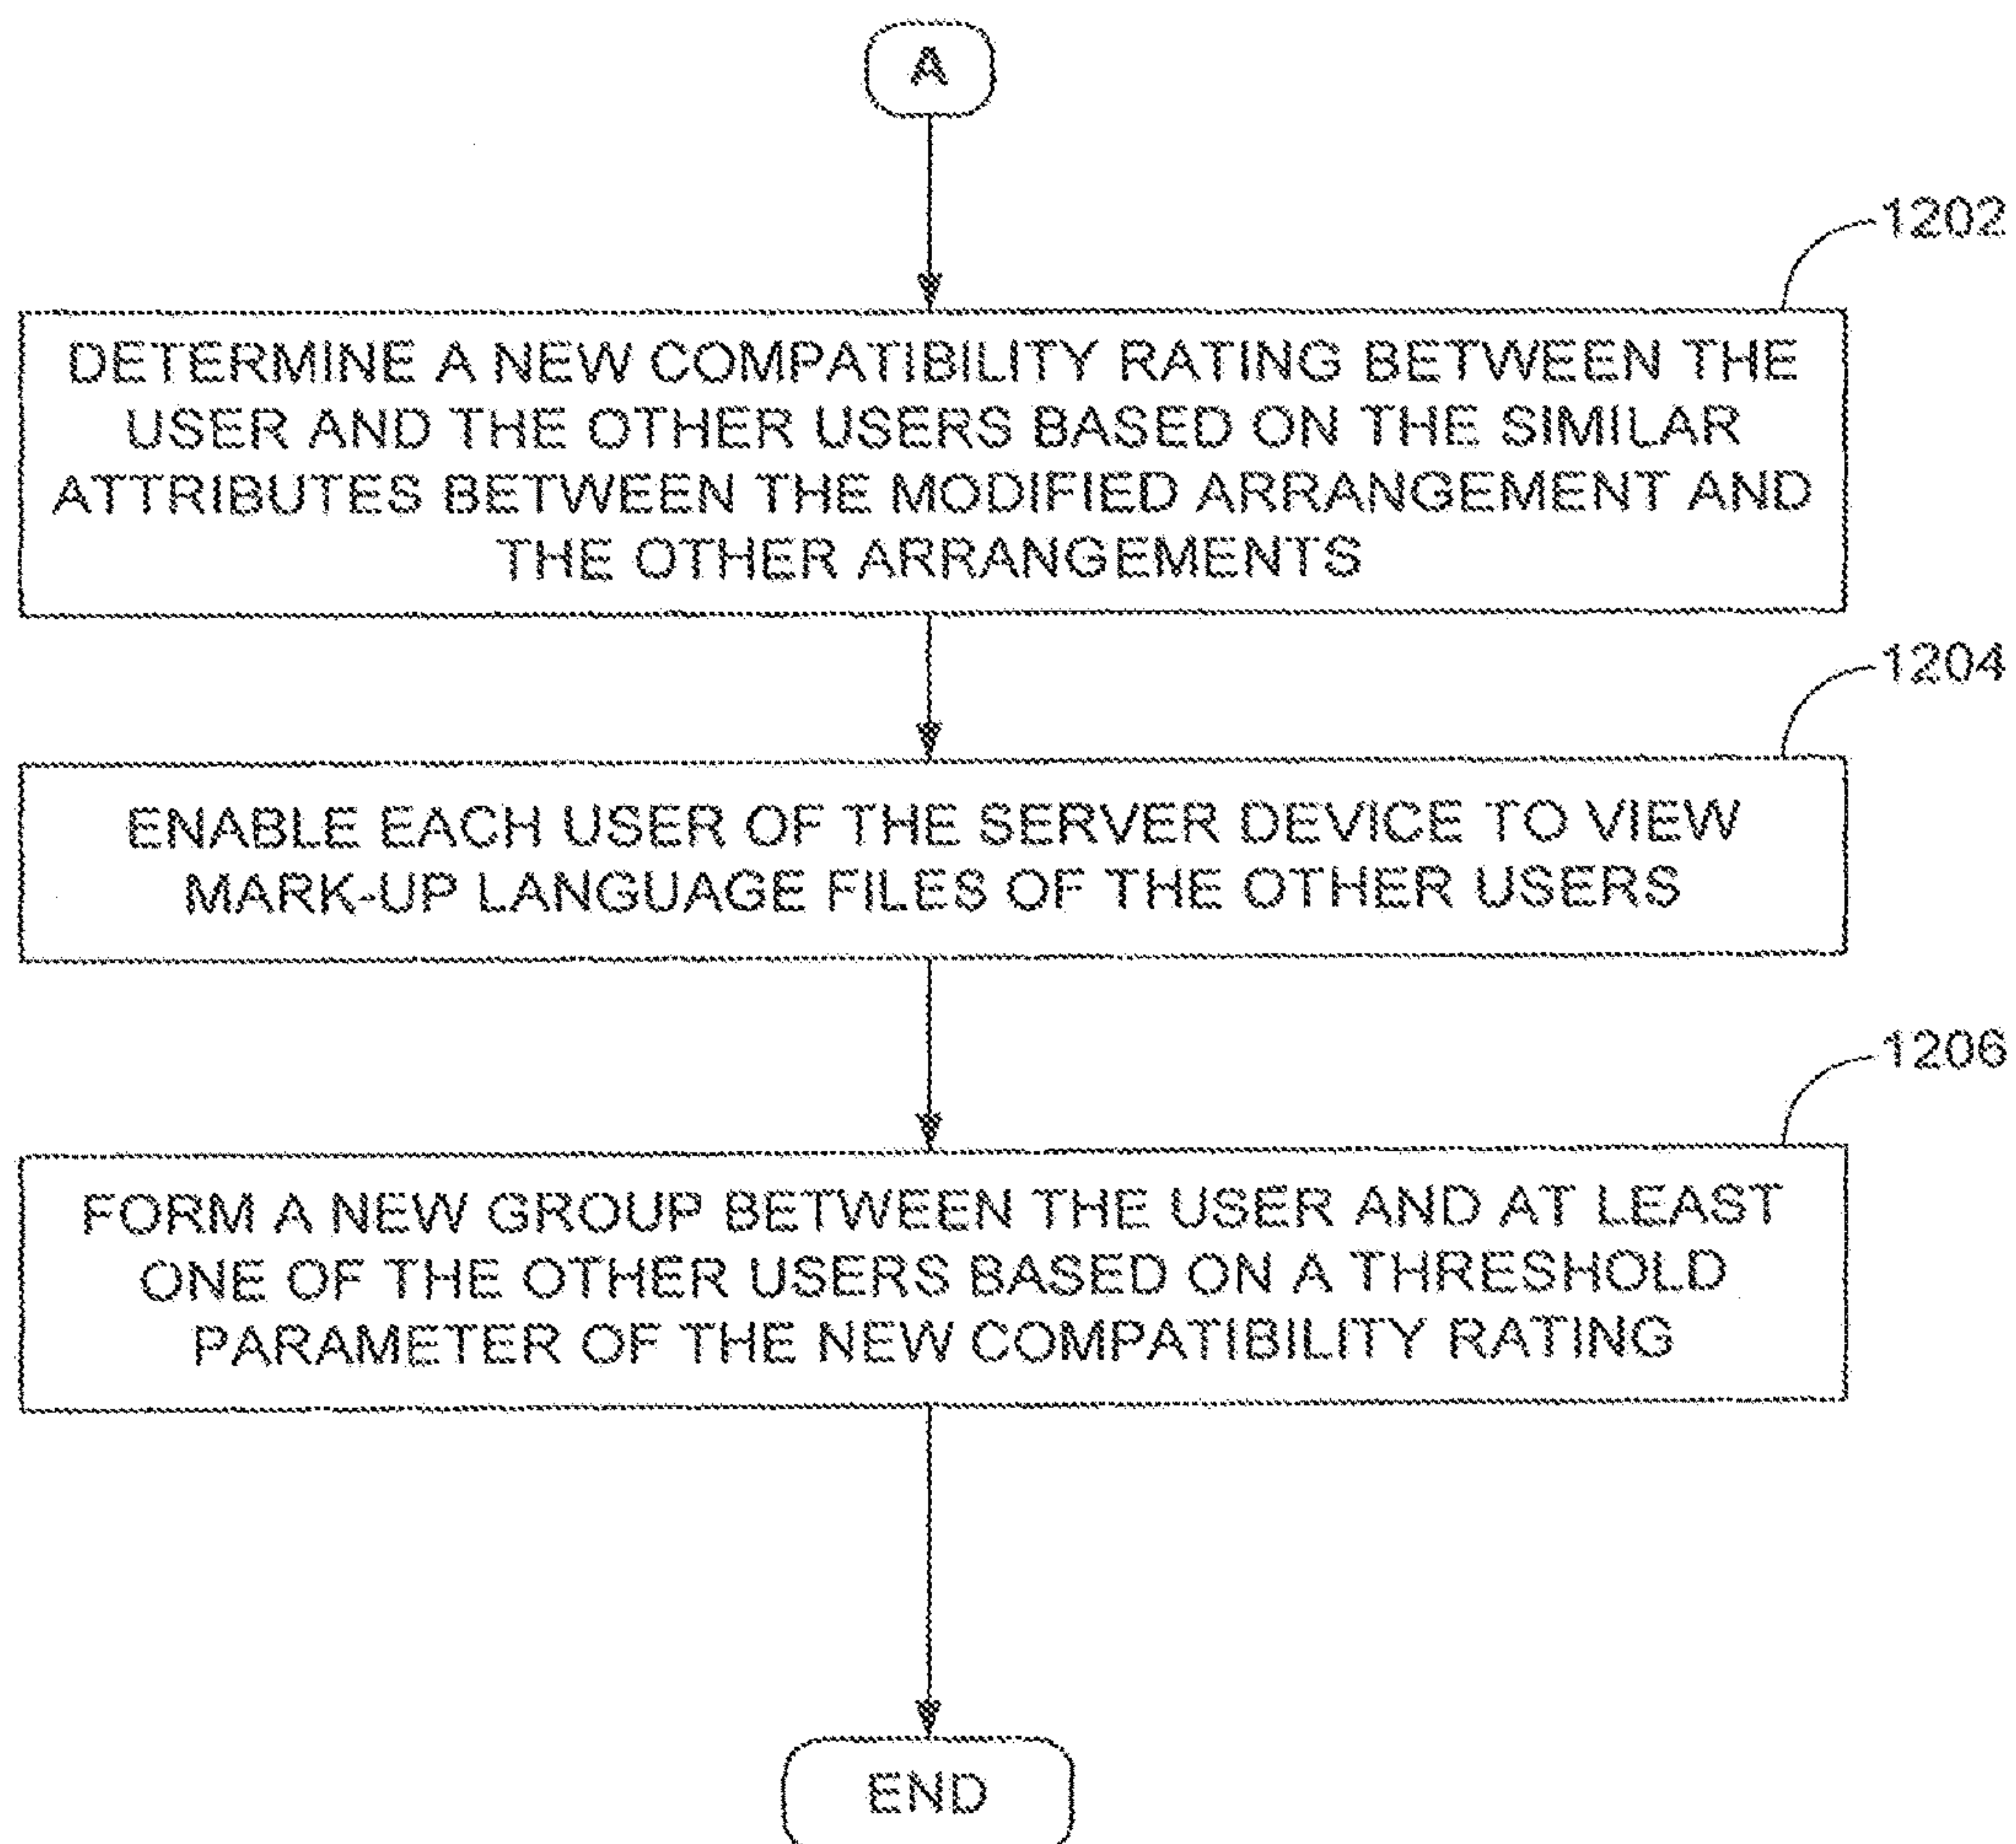 A
1202
DETERMINE A NEW COMPATIBILITY RATING BETWEEN THE
USER AND THE OTHER USERS BASED ON THE SIMILAR
ATTRIBUTES BETWEEN THE MODIFIED ARRANGEMENT AND
THE OTHER ARRANGEMENTS
1204
ENABLE EACH USER OF THE SERVER DEVICE TO VIEW
MARK-UP LANGUAGE FILES OF THE OTHER USERS
1206
FORM A NEW GROUP BETWEEN THE USER AND AT LEAST
ONE OF THE OTHER USERS BASED ON A THRESHOLD
PARAMETER OF THE NEW COMPATIBILITY RATING
END